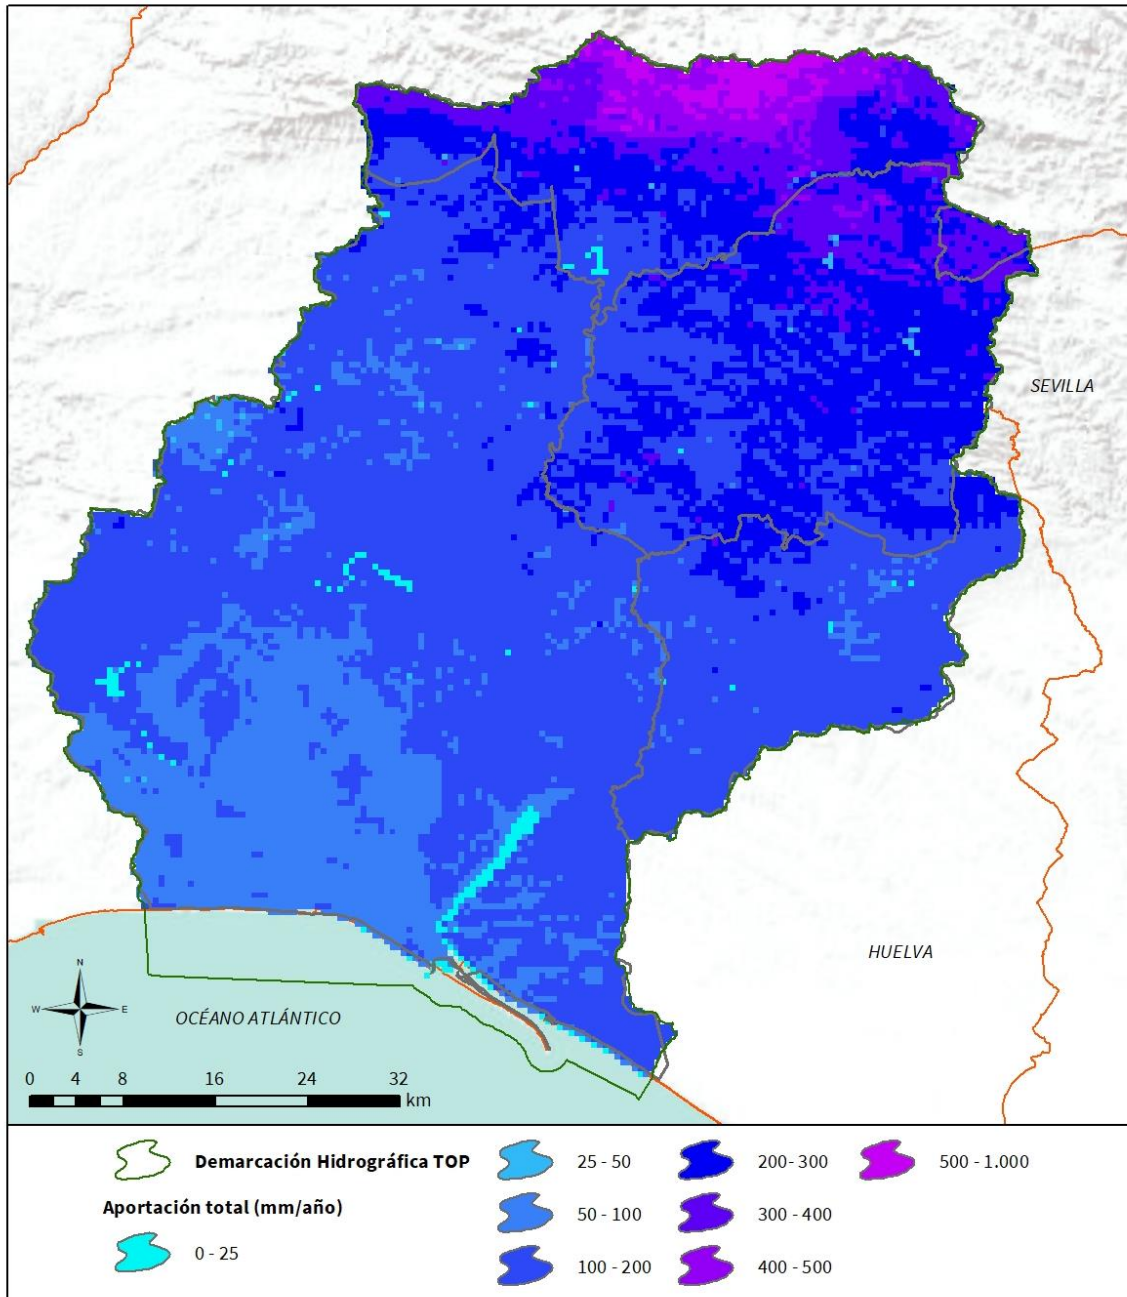 SEVILLA
HUELVA
N
W
E
S
OCÉANO ATLÁNTICO
0 4 8 16 24 32
km
Demarcación Hidrográfica TOP
Aportación total (mm/año)
0 - 25
25 - 50
50 - 100
100 - 200
200 - 300
300 - 400
400 - 500
500 - 1.000